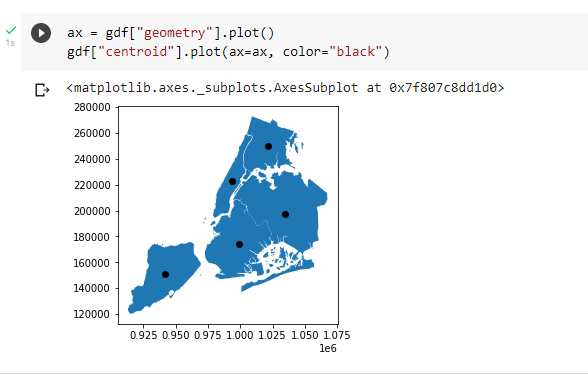 ax = gdf["geometry"].plot()
gdf["centroid"].plot(ax=ax, color="black")
1s
<matplotlib.axes._subplots.AxesSubplot at 0x7f807c8dd1d0>
280000
260000
240000
220000
200000
180000
160000
140000
120000
0.925 0.950 0.975 1.000 1.025 1.050 1.075
1e6